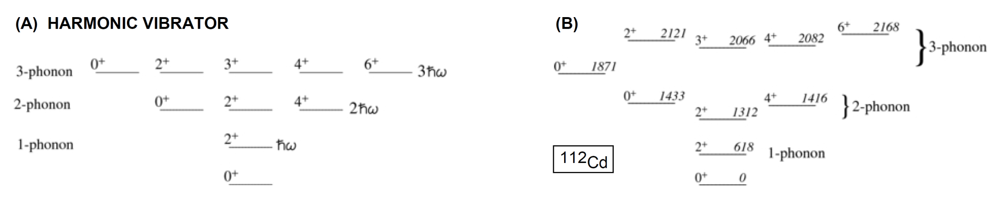 (A) HARMONIC VIBRATOR
3-phonon 0⁺ 2⁺ 3⁺ 4⁺ 6⁺ 3ħω
2-phonon 0⁺ 2⁺ 4⁺ 2ħω
1-phonon 2⁺ ħω
0⁺
(B)
2⁺ 2121 3⁺ 2066 4⁺ 2082 6⁺ 2168
0⁺ 1871
3-phonon
0⁺ 1433 2⁺ 1312 4⁺ 1416 2-phonon
2⁺ 618 1-phonon
¹¹²Cd
0⁺ 0